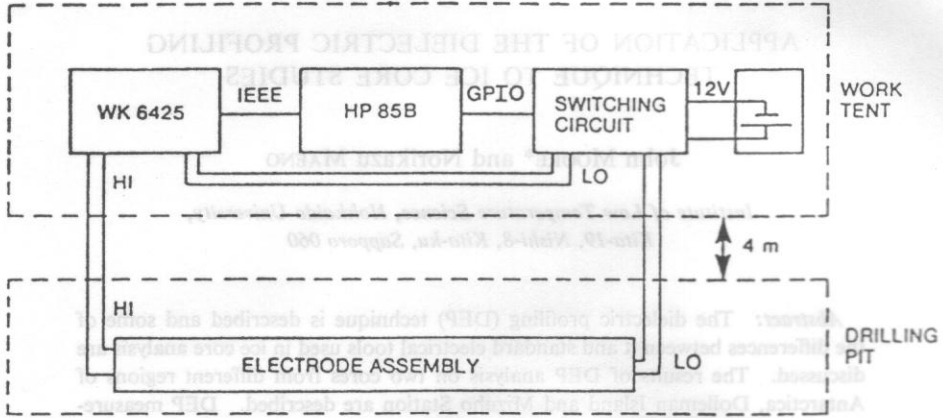 APPLICATION OF THE DIELECTRIC PROFILING
TECHNIQUE TO ICE CORE STUDIES
WK 6425
IEEE
HP 85B
GPIO
SWITCHING
CIRCUIT
12V
WORK
TENT
John MOORE* and Norikazu MAENO
HI
LO
Institute of Low Temperature Science, Hokkaido University,
Kita-19, Nishi-8, Kita-ku, Sapporo 060
4 m
HI
Abstract: The dielectric profiling (DEP) technique is described and some of
the differences between it and standard electrical tools used in ice core analysis are
discussed. The results of DEP analysis on two cores from different regions of
Antarctica, Dolleman Island and Mizuho Station are described. DEP measure-
ELECTRODE ASSEMBLY
LO
DRILLING
PIT